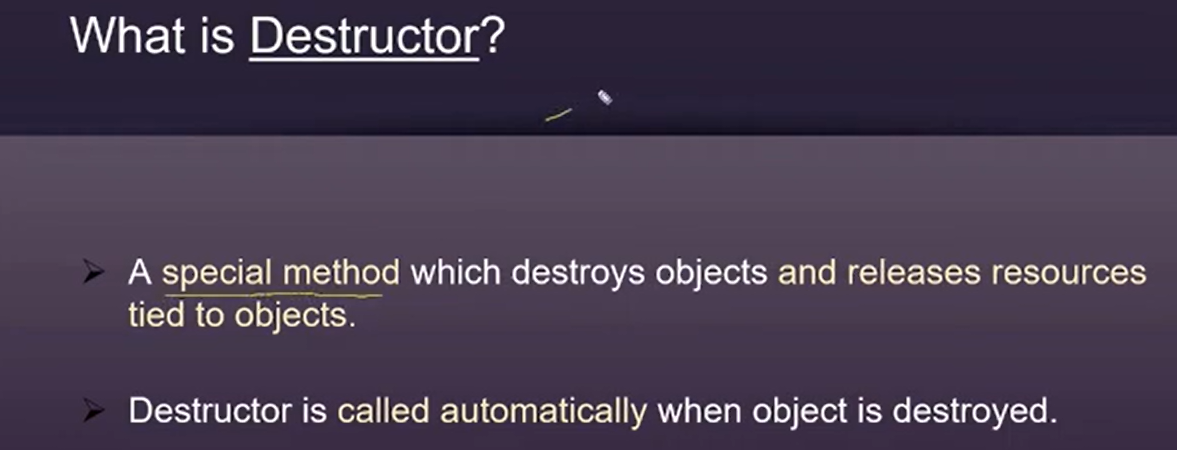 What is Destructor?
A special method which destroys objects and releases resources
tied to objects.
Destructor is called automatically when object is destroyed.